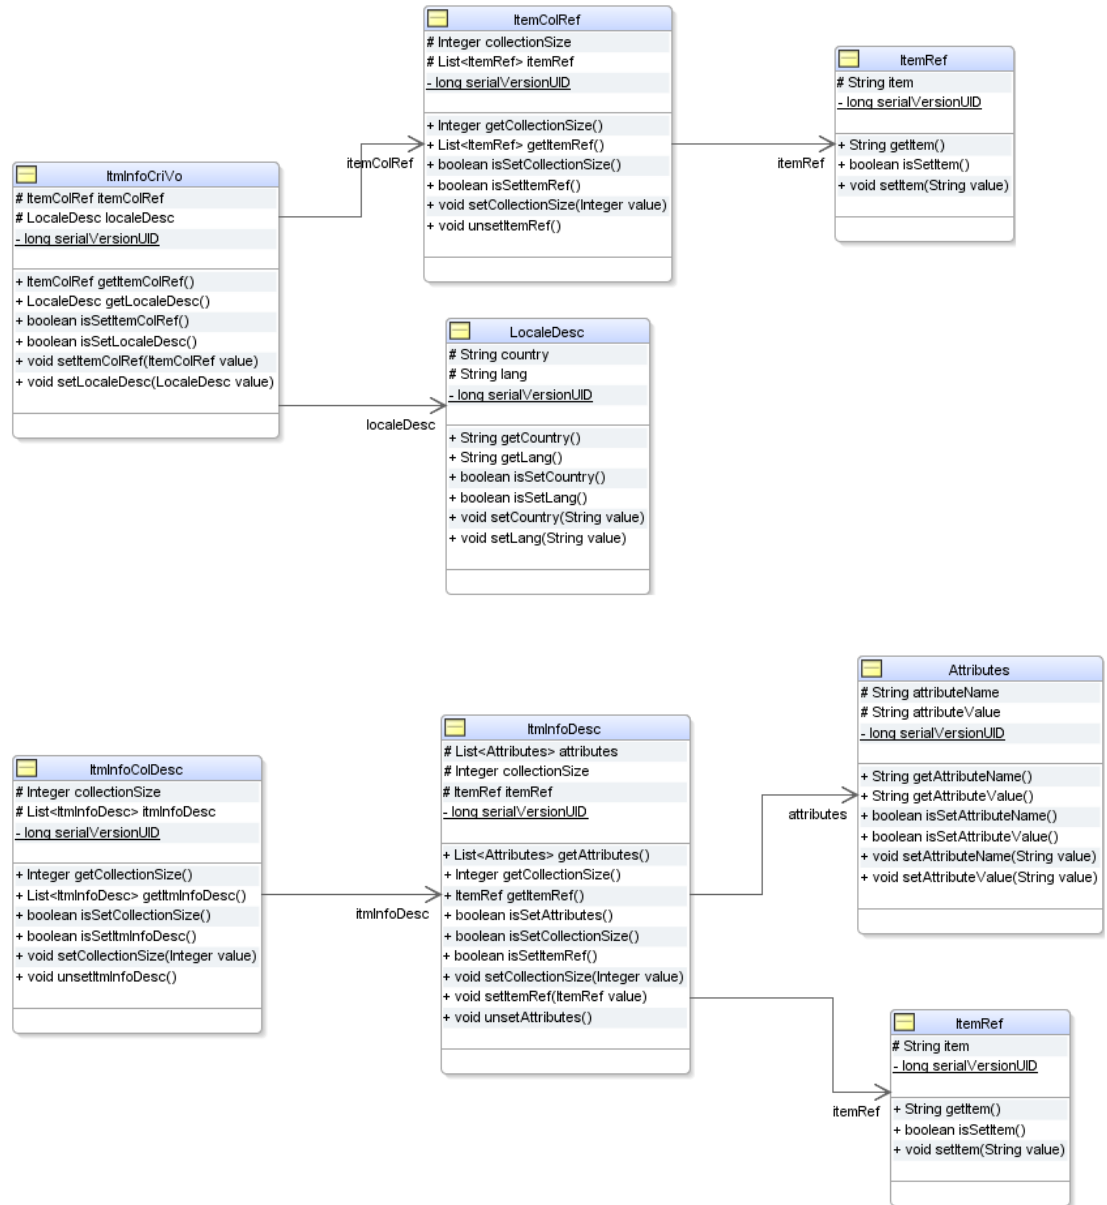 ItemColRef
# Integer collectionSize
# List<ItemRef> itemRef
- long serialVersionUID
+ Integer getCollectionSize()
+ List<ItemRef> getItemRef()
+ boolean isSetCollectionSize()
+ boolean isSetItemRef()
+ void setCollectionSize(Integer value)
+ void unsetItemRef()
ItemRef
# String item
- long serialVersionUID
+ String getItem()
+ boolean isSetItem()
+ void setItem(String value)
itemColRef
itemRef
ItmInfoCriVo
# ItemColRef itemColRef
# LocaleDesc localeDesc
- long serialVersionUID
+ ItemColRef getItemColRef()
+ LocaleDesc getLocaleDesc()
+ boolean isSetItemColRef()
+ boolean isSetLocaleDesc()
+ void setItemColRef(ItemColRef value)
+ void setLocaleDesc(LocaleDesc value)
localeDesc
LocaleDesc
# String country
# String lang
- long serialVersionUID
+ String getCountry()
+ String getLang()
+ boolean isSetCountry()
+ boolean isSetLang()
+ void setCountry(String value)
+ void setLang(String value)
Attributes
# String attributeName
# String attributeValue
- long serialVersionUID
+ String getAttributeName()
+ String getAttributeValue()
+ boolean isSetAttributeName()
+ boolean isSetAttributeValue()
+ void setAttributeName(String value)
+ void setAttributeValue(String value)
attributes
ItmInfoDesc
# List<Attributes> attributes
# Integer collectionSize
# ItemRef itemRef
- long serialVersionUID
+ List<Attributes> getAttributes()
+ Integer getCollectionSize()
+ ItemRef getItemRef()
+ boolean isSetAttributes()
+ boolean isSetCollectionSize()
+ boolean isSetItemRef()
+ void setCollectionSize(Integer value)
+ void setItemRef(ItemRef value)
+ void unsetAttributes()
ItmInfoColDesc
# Integer collectionSize
# List<ItmInfoDesc> itmInfoDesc
- long serialVersionUID
+ Integer getCollectionSize()
+ List<ItmInfoDesc> getItmInfoDesc()
+ boolean isSetCollectionSize()
+ boolean isSetItmInfoDesc()
+ void setCollectionSize(Integer value)
+ void unsetItmInfoDesc()
itmInfoDesc
ItemRef
# String item
- long serialVersionUID
+ String getItem()
+ boolean isSetItem()
+ void setItem(String value)
itemRef